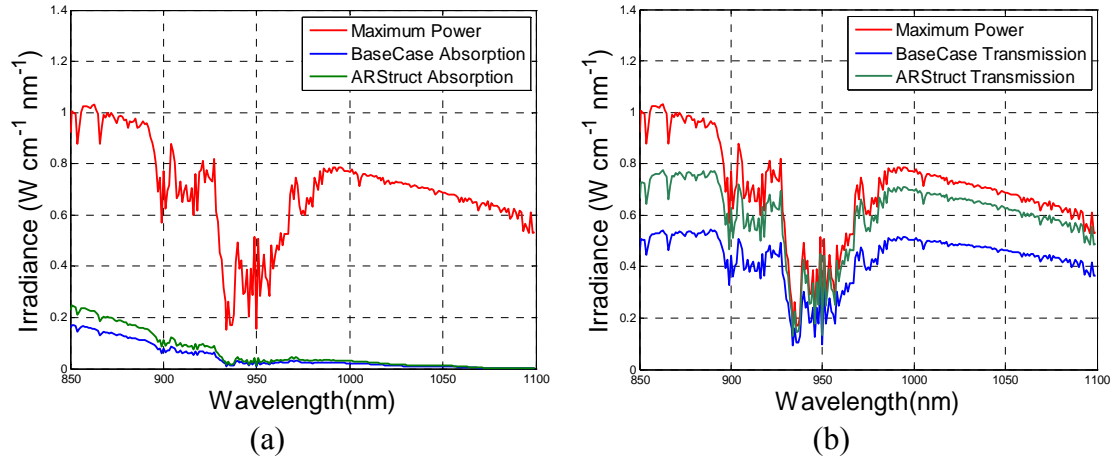 1.4
1.2
1
0.8
0.6
0.4
0.2
0
Irradiance (W cm-1 nm-1)
Maximum Power
BaseCase Absorption
ARStruct Absorption
850 900 950 1000 1050 1100
Wavelength(nm)
(a)
1.4
1.2
1
0.8
0.6
0.4
0.2
0
Irradiance (W cm-1 nm-1)
Maximum Power
BaseCase Transmission
ARStruct Transmission
850 900 950 1000 1050 1100
Wavelength(nm)
(b)